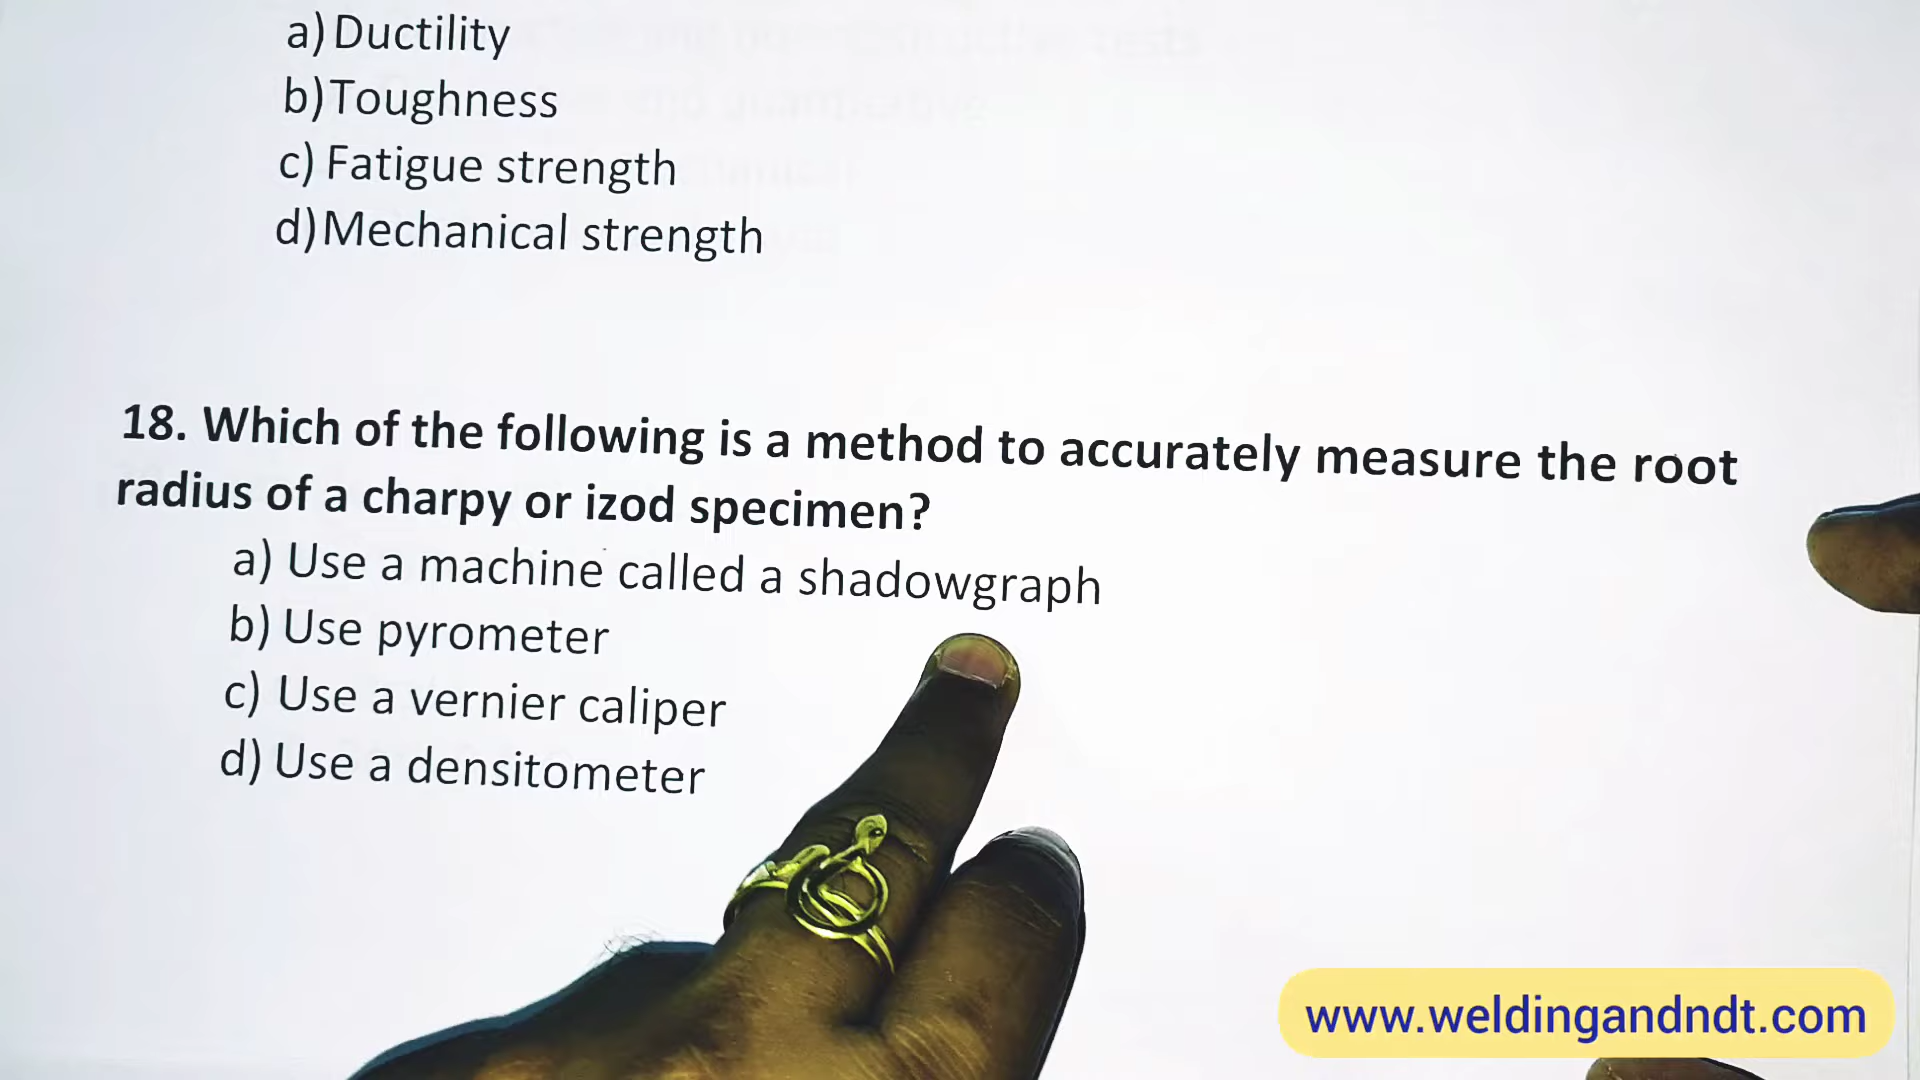 a) Ductility
b) Toughness
c) Fatigue strength
d) Mechanical strength
18. Which of the following is a method to accurately measure the root
radius of a charpy or izod specimen?
a) Use a machine called a shadowgraph
b) Use pyrometer
c) Use a vernier caliper
d) Use a densitometer
www.weldingandndt.com